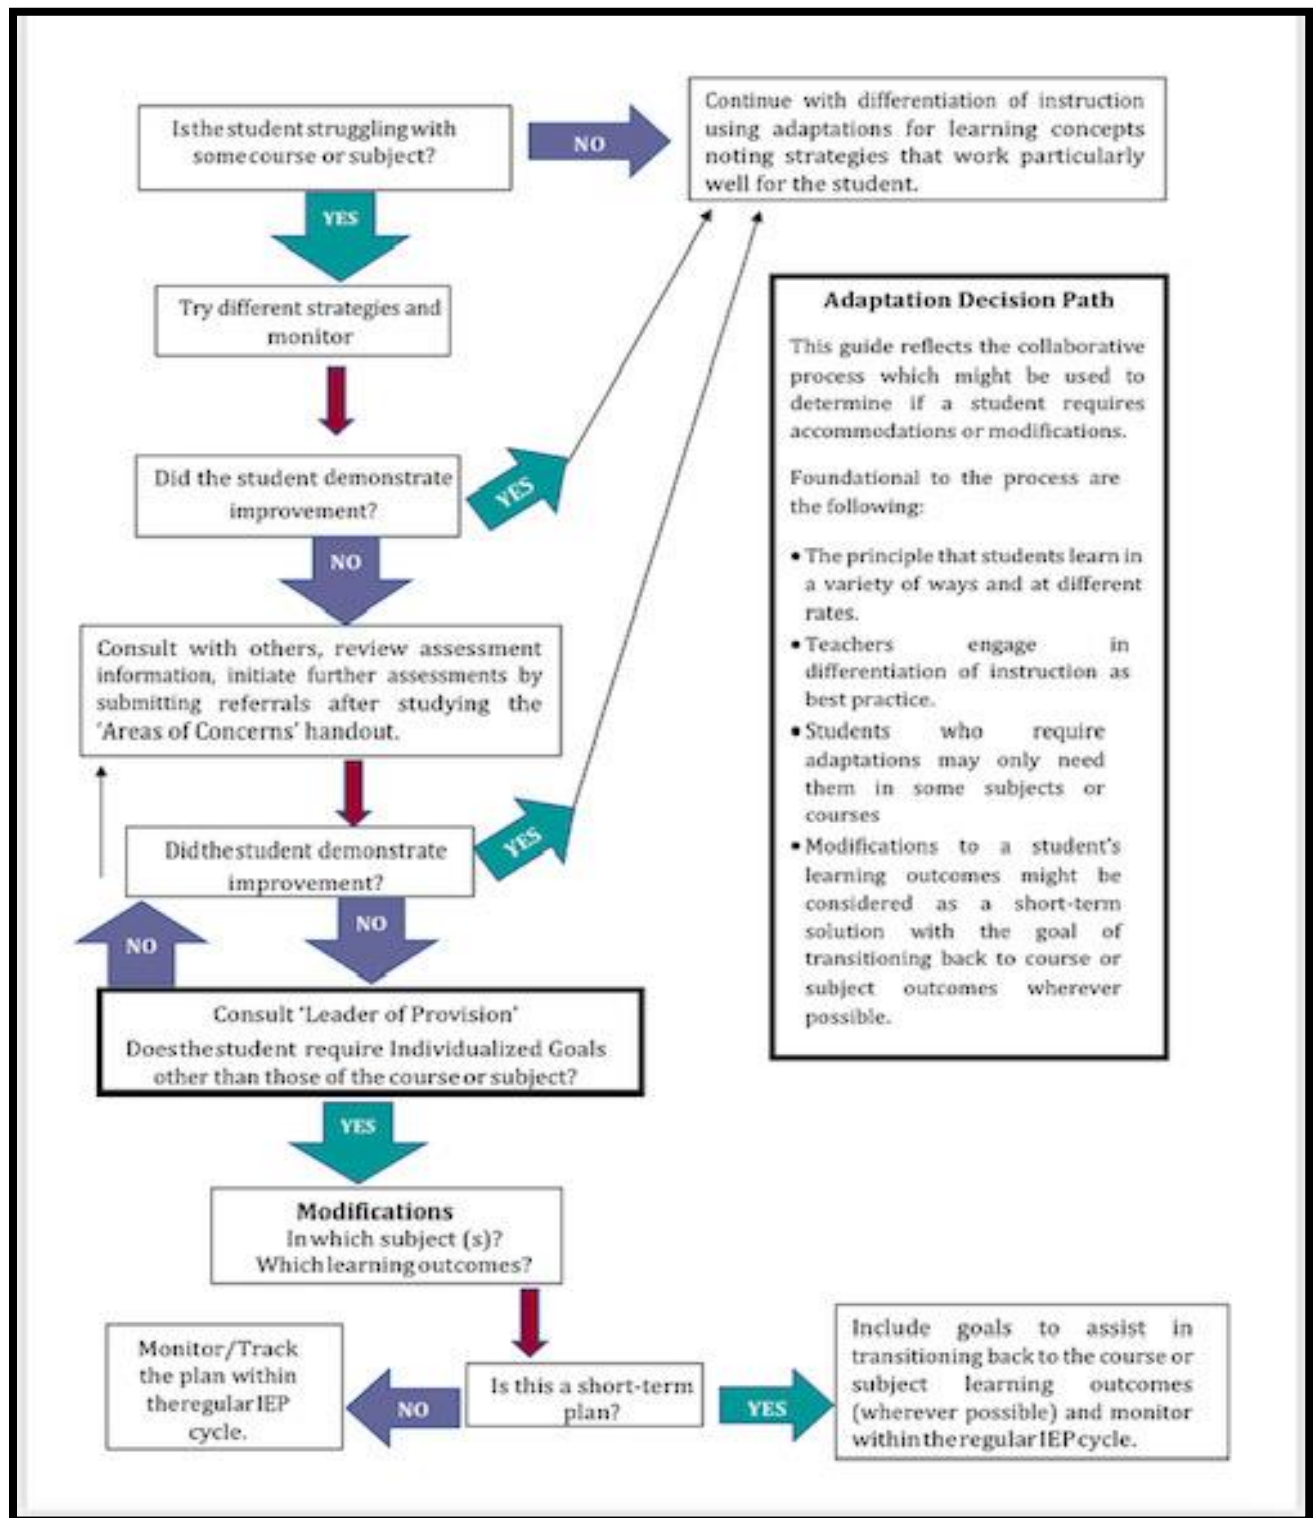 Is the student struggling with
some course or subject?
NO
Continue with differentiation of instruction
using adaptations for learning concepts
noting strategies that work particularly
well for the student.
YES
Try different strategies and
monitor
Did the student demonstrate
improvement?
YES
NO
Consult with others, review assessment
information, initiate further assessments by
submitting referrals after studying the
'Areas of Concerns' handout.
Did the student demonstrate
improvement?
YES
NO
NO
Consult 'Leader of Provision'
Does the student require Individualized Goals
other than those of the course or subject?
YES
Modifications
In which subject (s)?
Which learning outcomes?
Is this a short-term
plan?
NO
Monitor/Track
the plan within
the regular IEP
cycle.
YES
Include goals to assist in
transitioning back to the course or
subject learning outcomes
(wherever possible) and monitor
within the regular IEP cycle.
Adaptation Decision Path
This guide reflects the collaborative
process which might be used to
determine if a student requires
accommodations or modifications.
Foundational to the process are
the following:
• The principle that students learn in
a variety of ways and at different
rates.
• Teachers engage in
differentiation of instruction as
best practice.
• Students who require
adaptations may only need
them in some subjects or
courses
• Modifications to a student's
learning outcomes might be
considered as a short-term
solution with the goal of
transitioning back to course or
subject outcomes wherever
possible.